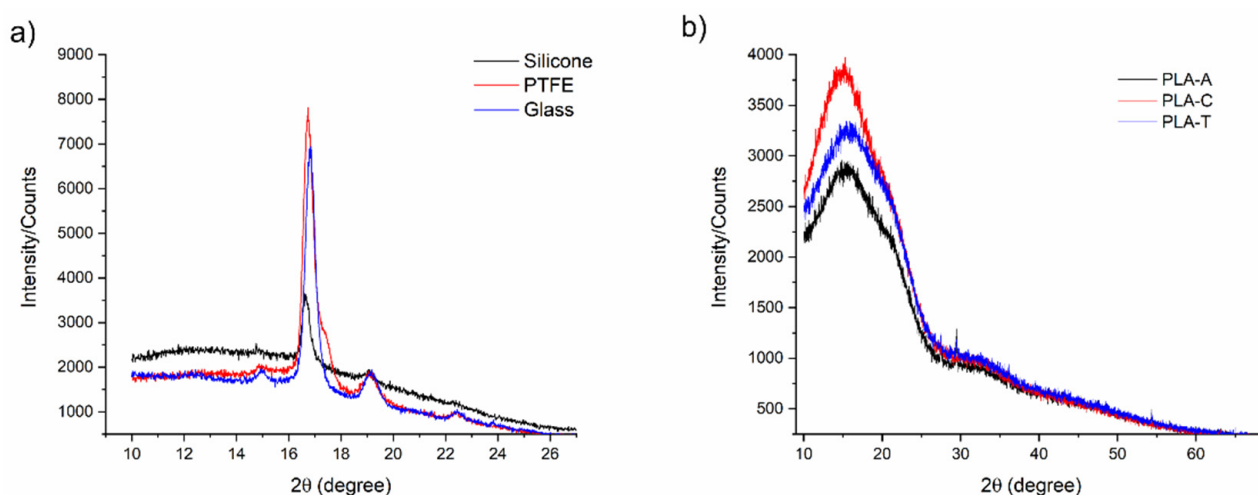 a)
9000
8000
7000
6000
5000
4000
3000
2000
1000
Intensity/Counts
Silicone
PTFE
Glass
10 12 14 16 18 20 22 24 26
2θ (degree)
b)
4000
3500
3000
2500
2000
1500
1000
500
Intensity/Counts
PLA-A
PLA-C
PLA-T
10 20 30 40 50 60
2θ (degree)